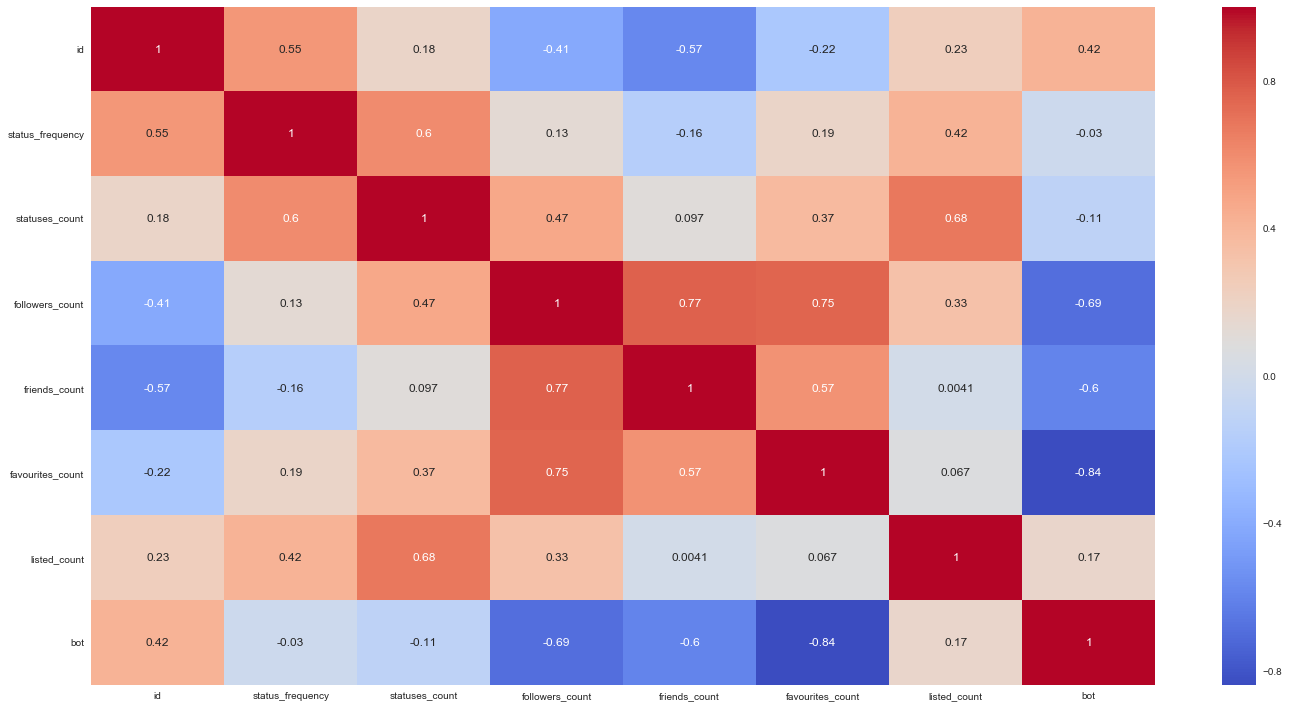 id 1 0.55 0.18 -0.41 -0.57 -0.22 0.23 0.42
status_frequency 0.55 1 0.6 0.13 -0.16 0.19 0.42 -0.03
statuses_count 0.18 0.6 1 0.47 0.097 0.37 0.68 -0.11
followers_count -0.41 0.13 0.47 1 0.77 0.75 0.33 -0.69
friends_count -0.57 -0.16 0.097 0.77 1 0.57 0.0041 -0.6
favourites_count -0.22 0.19 0.37 0.75 0.57 1 0.067 -0.84
listed_count 0.23 0.42 0.68 0.33 0.0041 0.067 1 0.17
bot 0.42 -0.03 -0.11 -0.69 -0.6 -0.84 0.17 1
id status_frequency statuses_count followers_count friends_count favourites_count listed_count bot
0.8
0.4
0.0
−0.4
−0.8